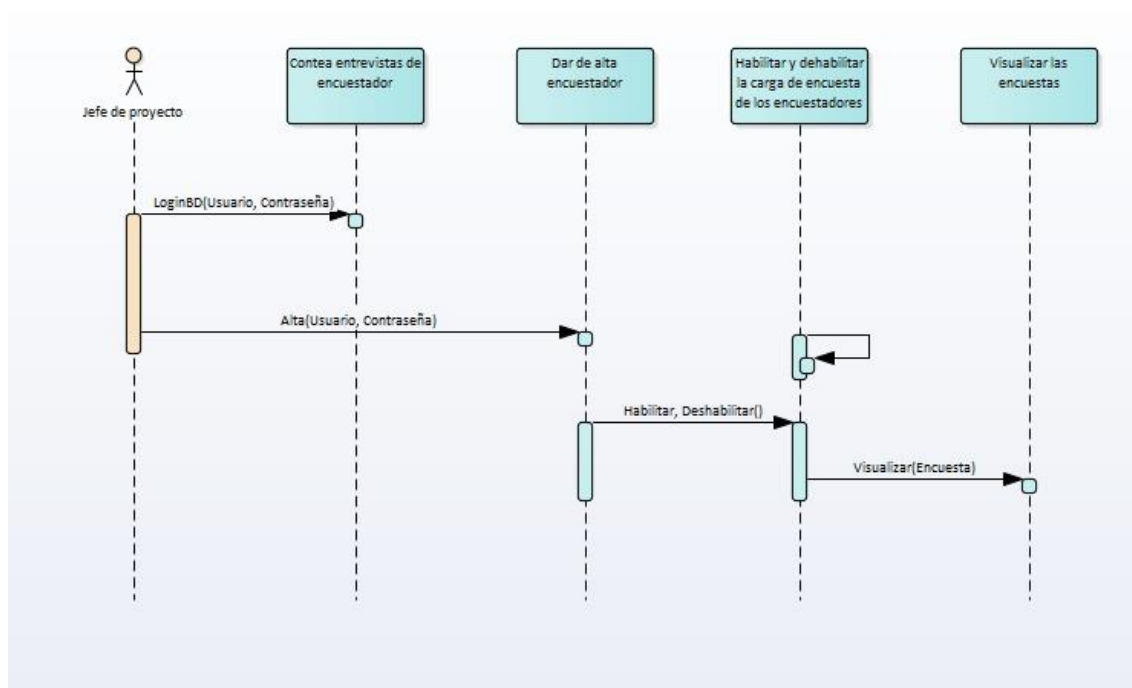 Jefe de proyecto
Contea entrevistas de
encuestador
Dar de alta
encuestador
Habilitar y dehabilitar
la carga de encuesta
de los encuestadores
Visualizar las
encuestas
LoginBD(Usuario, Contraseña)
Alta(Usuario, Contraseña)
Habilitar, Deshabilitar()
Visualizar(Encuesta)